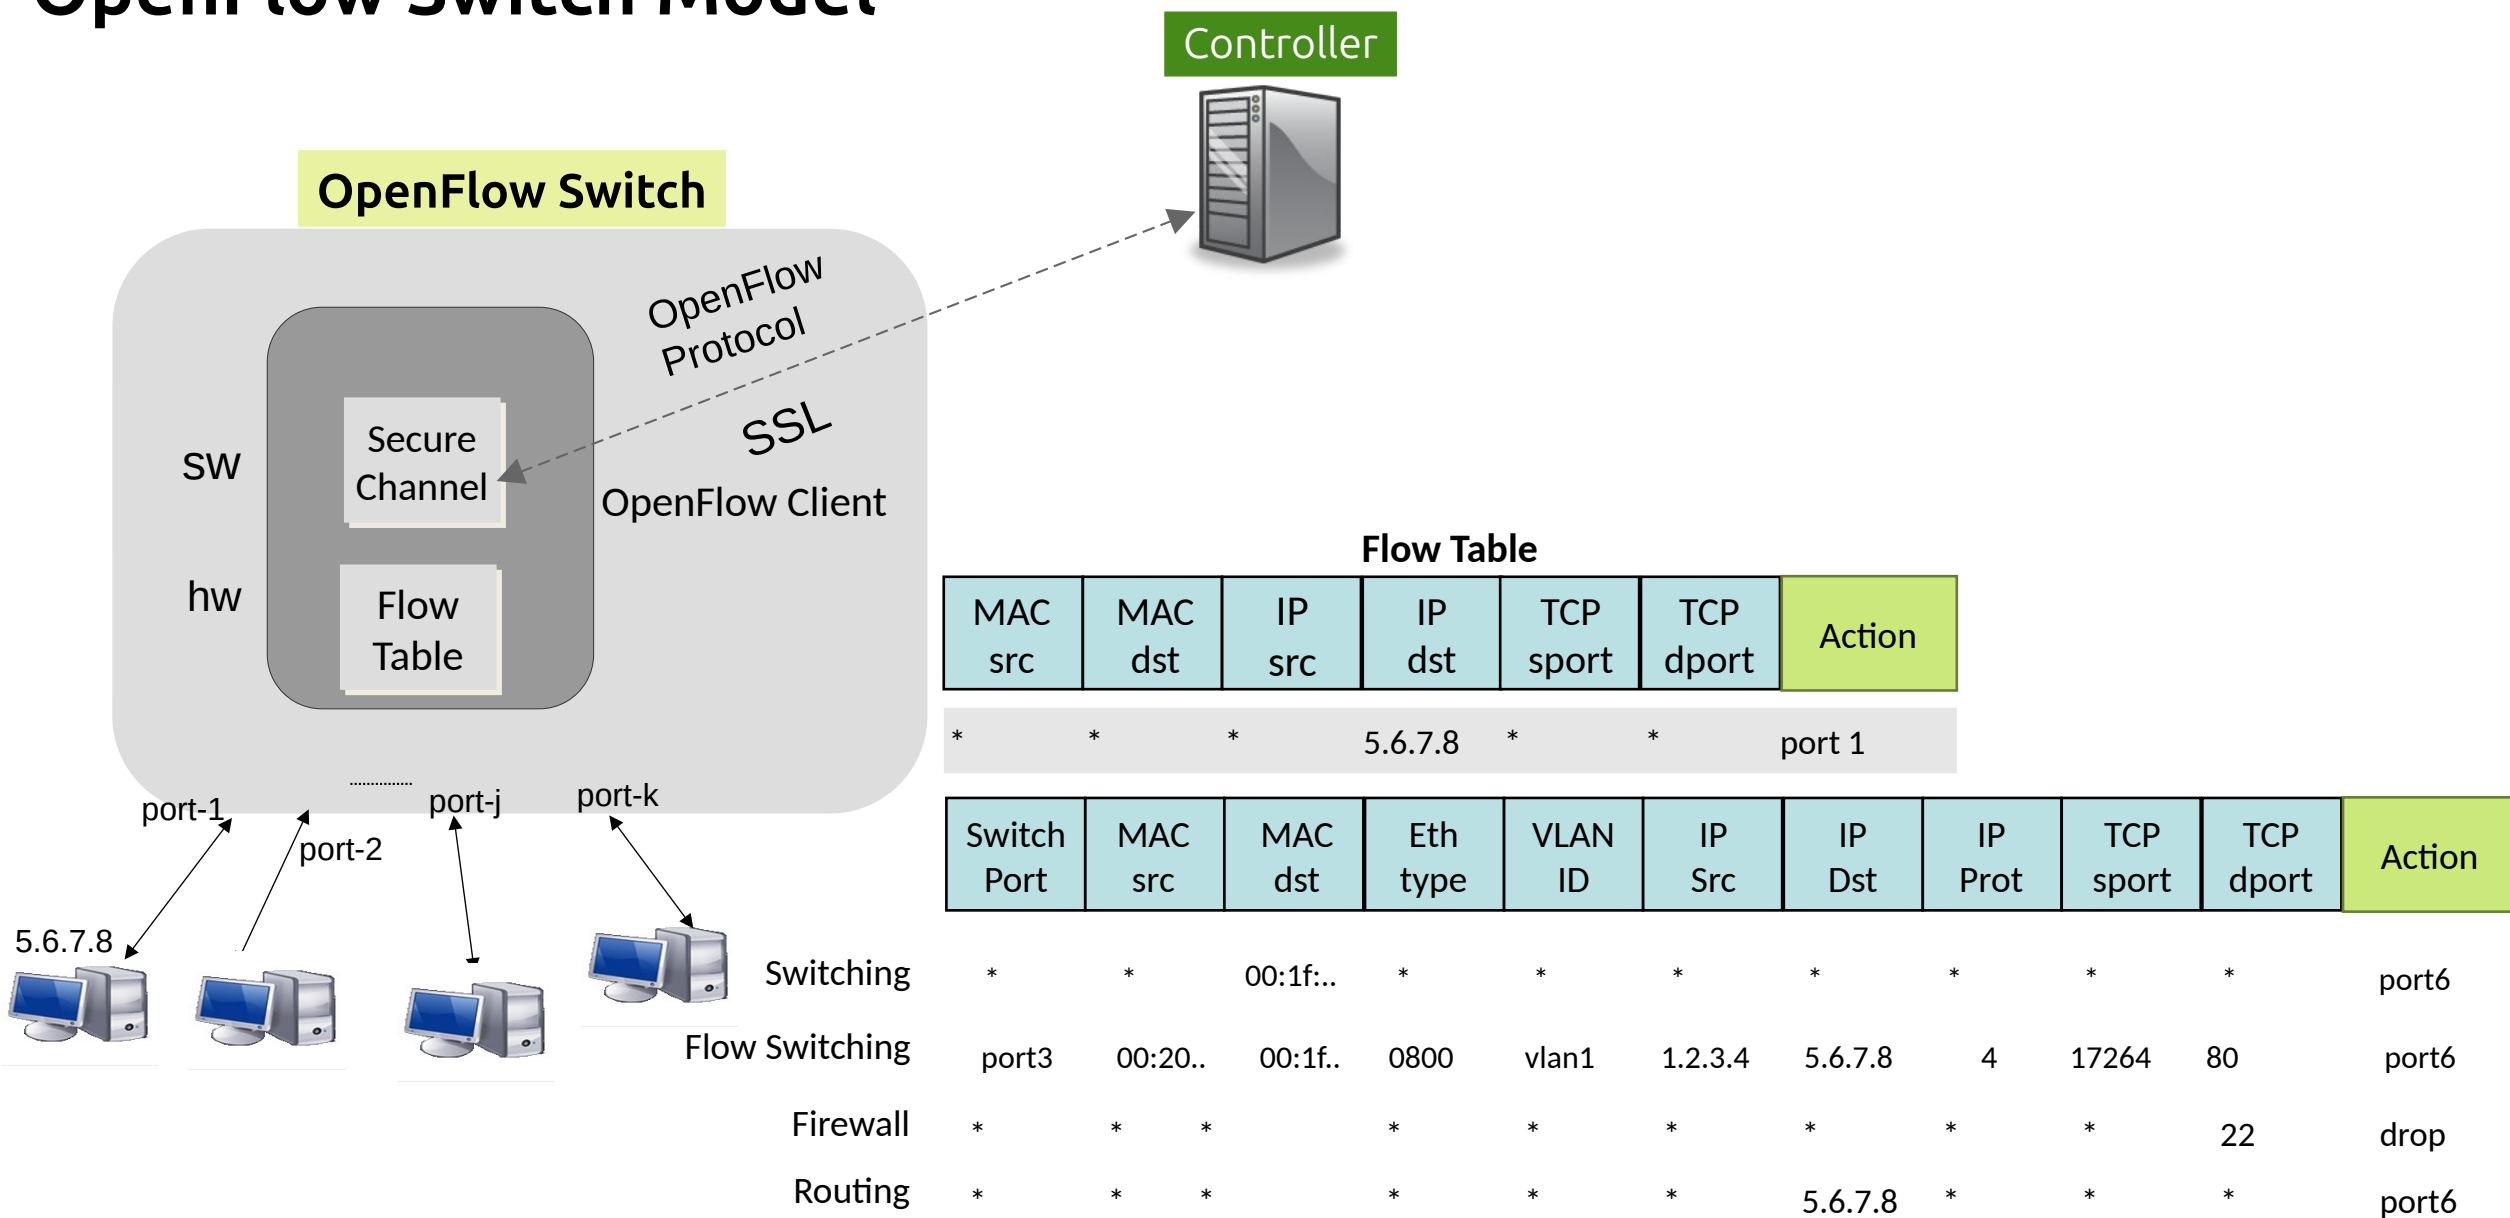 OpenFlow Switch Model
Controller
OpenFlow Switch
OpenFlow
Protocol
SSL
Secure
Channel
sw
OpenFlow Client
hw
Flow
Table
port-1
port-2
port-j
port-k
5.6.7.8
Flow Table
MAC src MAC dst IP src IP dst TCP sport TCP dport Action
* * * 5.6.7.8 * * port 1
Switch Port MAC src MAC dst Eth type VLAN ID IP Src IP Dst IP Prot TCP sport TCP dport Action
Switching * * 00:1f:.. * * * * * * * port6
Flow Switching port3 00:20.. 00:1f.. 0800 vlan1 1.2.3.4 5.6.7.8 4 17264 80 port6
Firewall * * * * * * * * * 22 drop
Routing * * * * * * 5.6.7.8 * * * port6